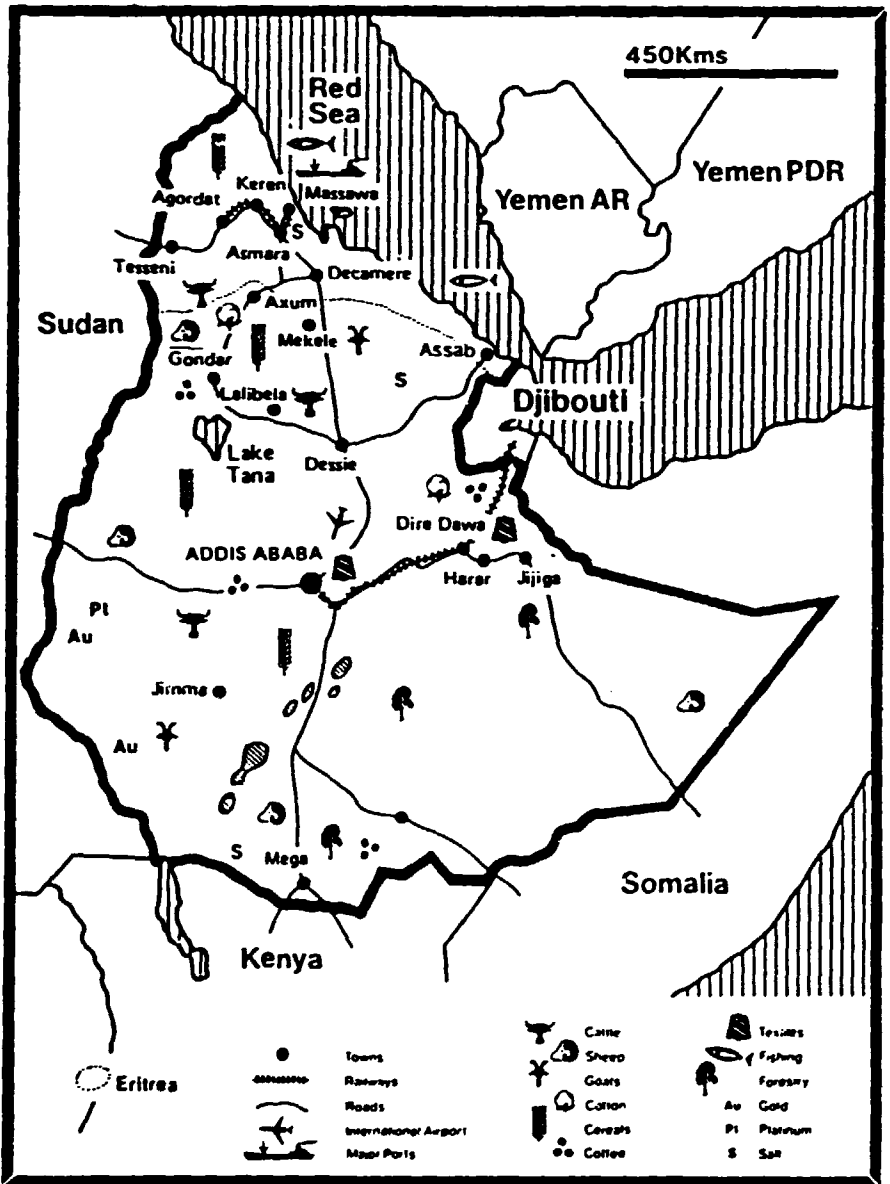 450Kms
Red
Sea
Yemen PDR
Yemen AR
Keren
Agordat
Massawa
S
Asmara
Tesseni
Decamere
Axum
Sudan
Mekele
Assab
Gondar
S
Lalibela
Djibouti
Lake
Tana
Dessie
Dire Dawa
ADDIS ABABA
Harar
Jijiga
Pt
Au
Jimma
Au
S
Mega
Somalia
Kenya
Eritrea
Towns
Railways
Roads
International Airport
Major Ports
Cattle
Sheep
Goats
Cotton
Cereals
Coffee
Textiles
Fishing
Forestry
Au Gold
Pt Platinum
S Salt